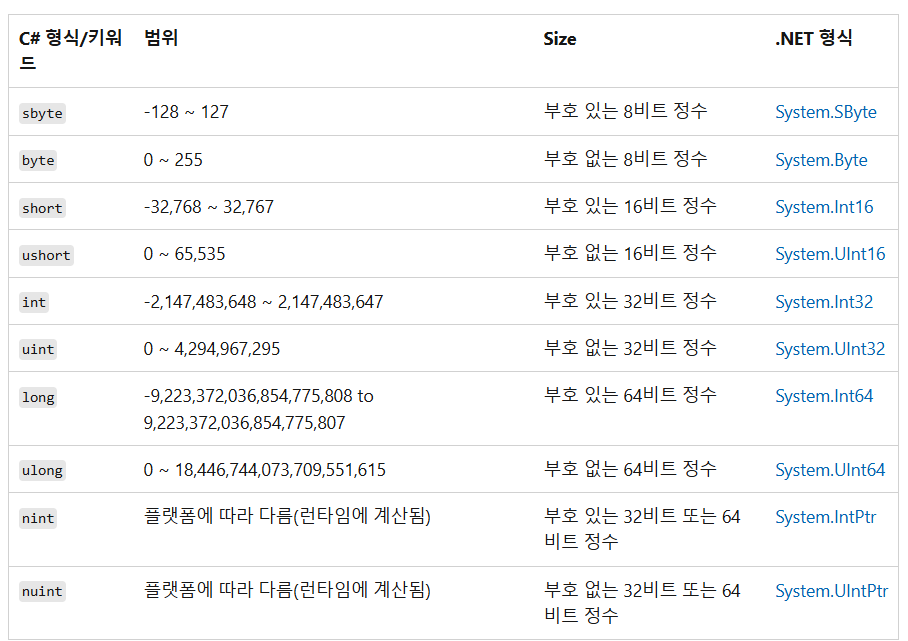 C# 형식/키워드 범위 Size .NET 형식
sbyte -128 ~ 127 부호 있는 8비트 정수 System.SByte
byte 0 ~ 255 부호 없는 8비트 정수 System.Byte
short -32,768 ~ 32,767 부호 있는 16비트 정수 System.Int16
ushort 0 ~ 65,535 부호 없는 16비트 정수 System.UInt16
int -2,147,483,648 ~ 2,147,483,647 부호 있는 32비트 정수 System.Int32
uint 0 ~ 4,294,967,295 부호 없는 32비트 정수 System.UInt32
long -9,223,372,036,854,775,808 to 부호 있는 64비트 정수 System.Int64
9,223,372,036,854,775,807
ulong 0 ~ 18,446,744,073,709,551,615 부호 없는 64비트 정수 System.UInt64
nint 플랫폼에 따라 다름(런타임에 계산됨) 부호 있는 32비트 또는 64 System.IntPtr
비트 정수
nuint 플랫폼에 따라 다름(런타임에 계산됨) 부호 없는 32비트 또는 64 System.UIntPtr
비트 정수